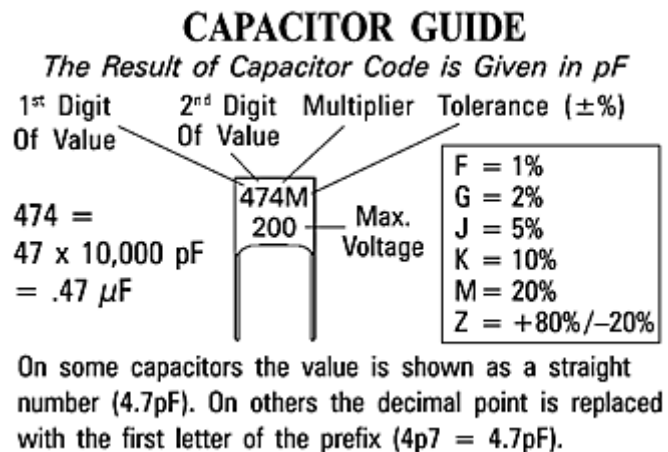 CAPACITOR GUIDE
The Result of Capacitor Code is Given in pF
1st Digit Of Value
2nd Digit Of Value
Multiplier
Tolerance (±%)
474M
200
Max. Voltage
474 =
47 x 10,000 pF
= .47 µF
F = 1%
G = 2%
J = 5%
K = 10%
M = 20%
Z = +80%/–20%
On some capacitors the value is shown as a straight
number (4.7pF). On others the decimal point is replaced
with the first letter of the prefix (4p7 = 4.7pF).